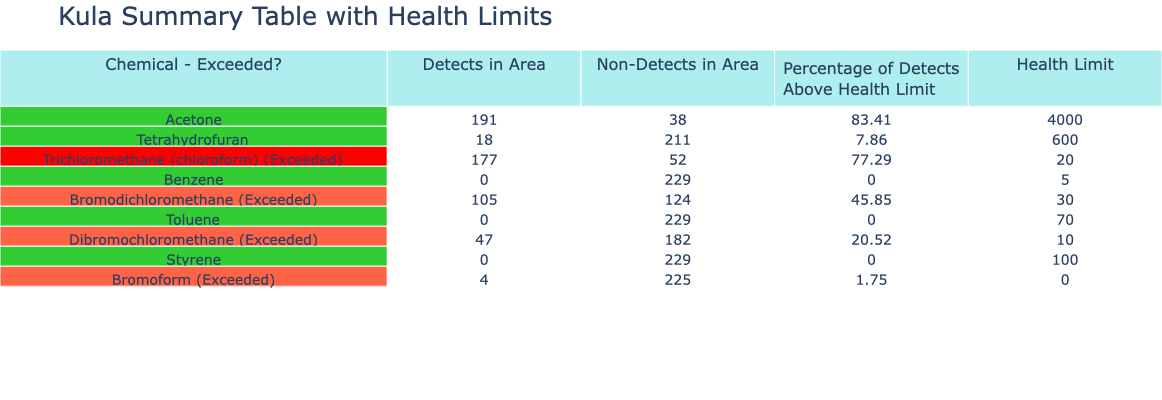 Kula Summary Table with Health Limits
Chemical - Exceeded? Detects in Area Non-Detects in Area Percentage of Detects Above Health Limit Health Limit
Acetone 191 38 83.41 4000
Tetrahydrofuran 18 211 7.86 600
Trichloromethane (chloroform) (Exceeded) 177 52 77.29 20
Benzene 0 229 0 5
Bromodichloromethane (Exceeded) 105 124 45.85 30
Toluene 0 229 0 70
Dibromochloromethane (Exceeded) 47 182 20.52 10
Styrene 0 229 0 100
Bromoform (Exceeded) 4 225 1.75 0